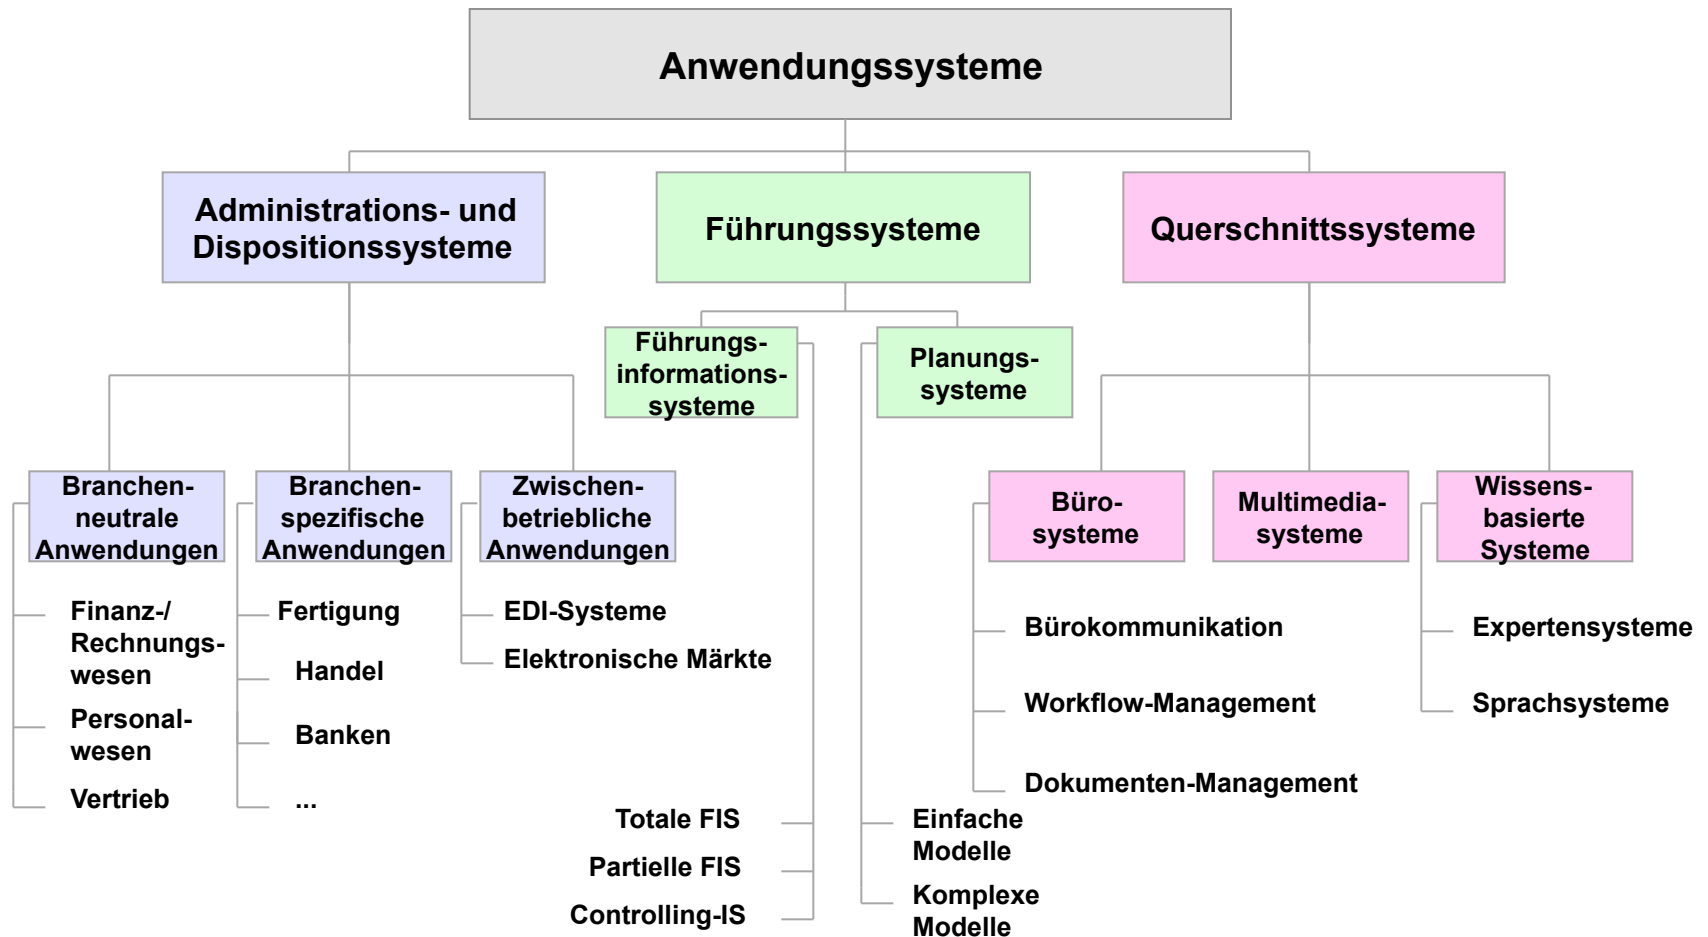 Anwendungssysteme
Administrations- und
Dispositionssysteme
Führungssysteme
Querschnittssysteme
Führungs-
informations-
systeme
Planungs-
systeme
Branchen-
neutrale
Anwendungen
Branchen-
spezifische
Anwendungen
Zwischen-
betriebliche
Anwendungen
Büro-
systeme
Multimedia-
systeme
Wissens-
basierte
Systeme
Finanz-/
Rechnungs-
wesen
Personal-
wesen
Vertrieb
Fertigung
Handel
Banken
...
EDI-Systeme
Elektronische Märkte
Totale FIS
Partielle FIS
Controlling-IS
Einfache
Modelle
Komplexe
Modelle
Bürokommunikation
Workflow-Management
Dokumenten-Management
Expertensysteme
Sprachsysteme